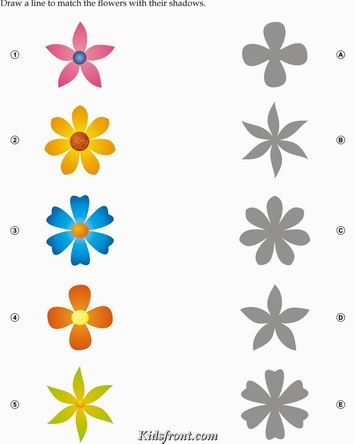 Draw a line to match the flowers with their shadows.
1 A
2 B
3 C
4 D
5 E
Kidsfront.com